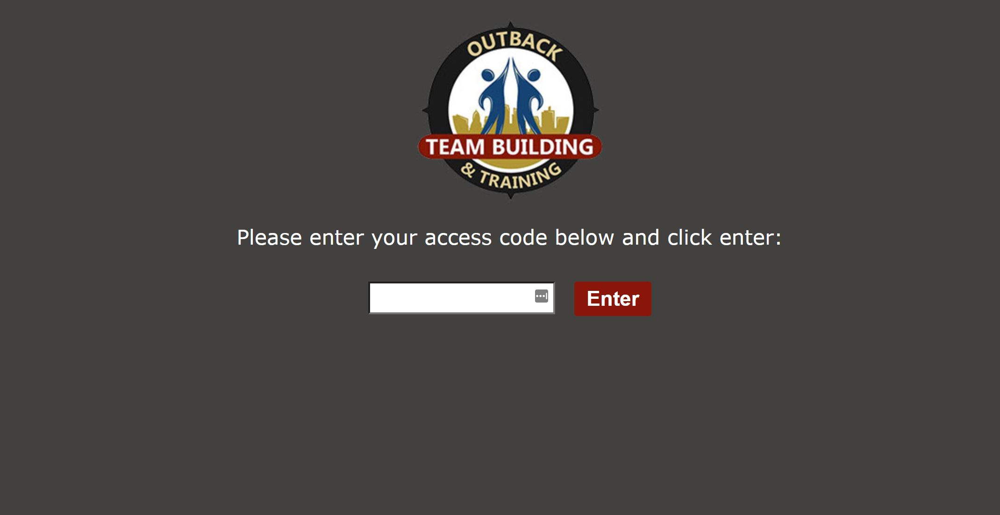 OUTBACK
TEAM BUILDING
& TRAINING
Please enter your access code below and click enter:
Enter